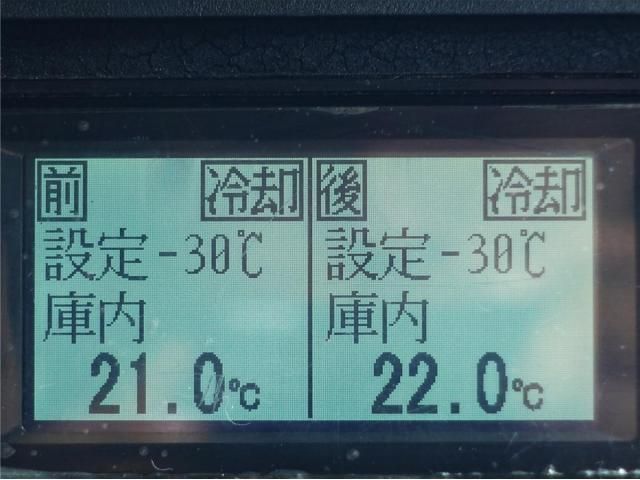 前 冷却 後 冷却
設定-30℃ 設定-30℃
庫内 庫内
21.0℃ 22.0℃